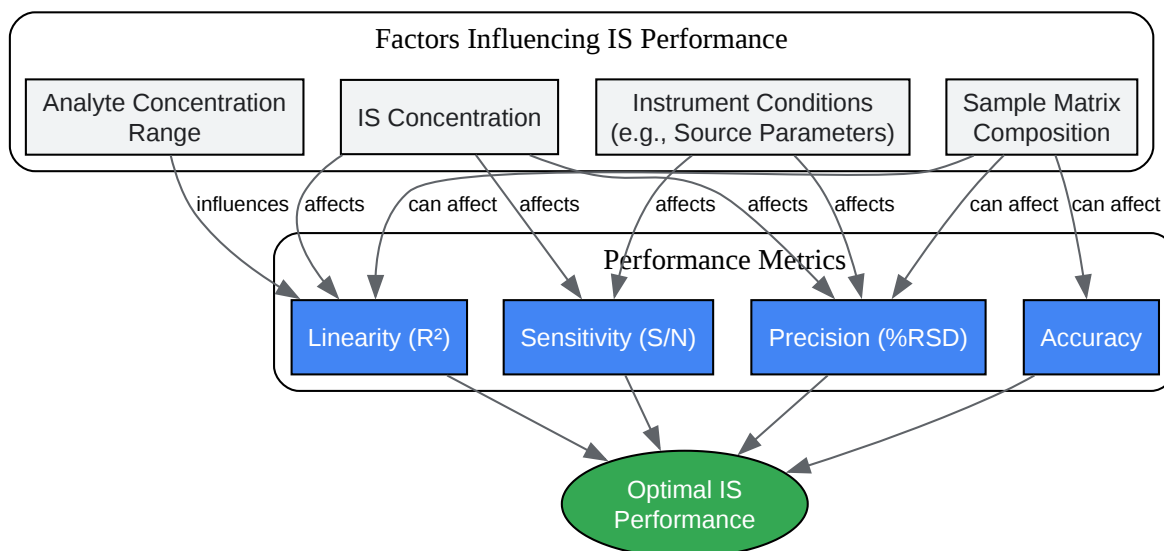 Factors Influencing IS Performance
Analyte Concentration
Range
IS Concentration
Instrument Conditions
(e.g., Source Parameters)
Sample Matrix
Composition
influences
affects
can affect
affects
affects
affects
affects
can affect
can affect
Performance Metrics
Linearity (R²)
Sensitivity (S/N)
Precision (%RSD)
Accuracy
Optimal IS
Performance